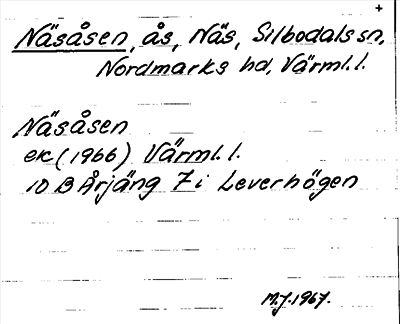 +
Näsåsen, ås, Näs, Silbodals sn,
Nordmarks hd, Värml. l.
Näsåsen
ek (1966) Värml. l.
10 B Årjäng 7 i Leverhögen
M.J. 1967.